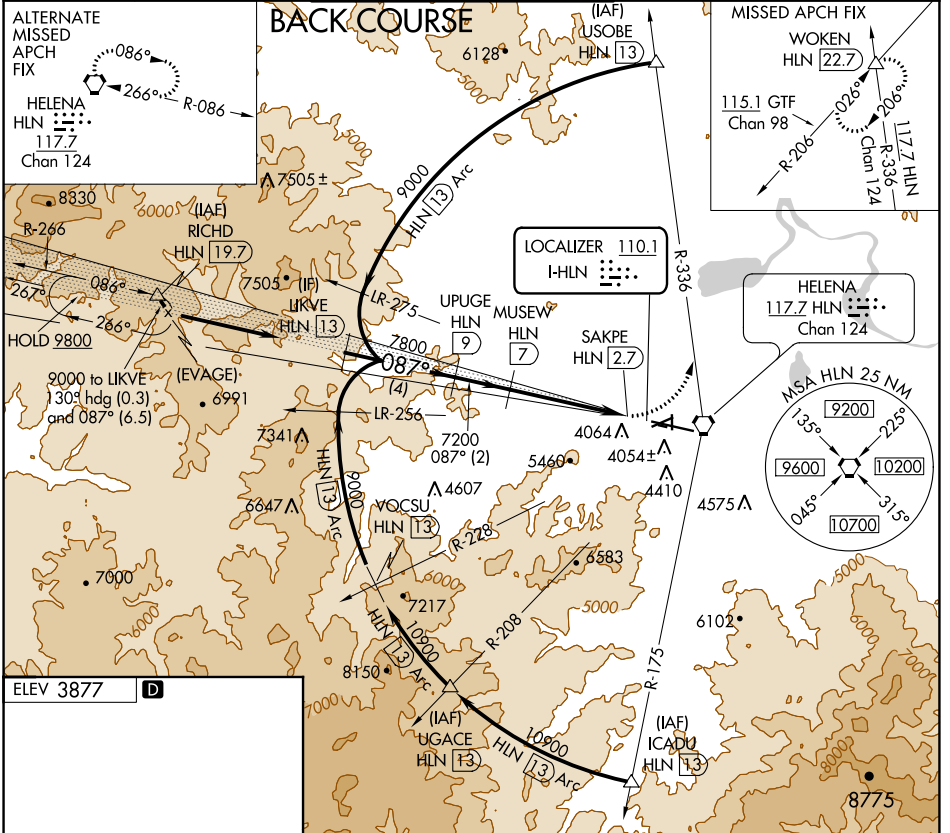 BACK COURSE
ALTERNATE
MISSED
APCH
FIX
086°
266°
R-086
HELENA
HLN
117.7
Chan 124
6128
5000
(IAF)
USOBE
HLN 13
MISSED APCH FIX
WOKEN
HLN 22.7
115.1 GTF
Chan 98
R-206
026°
206°
117.7 HLN
R-336
Chan 124
7505±
8330
6000
R-266
(IAF)
RICHD
HLN 19.7
9000
HLN 13 Arc
LOCALIZER 110.1
I-HLN
R-336
HELENA
117.7 HLN
Chan 124
7505
(IF)
LIKVE
HLN 13
LR-275
UPUGE
HLN
9
MUSEW
HLN
7
SAKPE
HLN 2.7
267°
086°
266°
HOLD 9800
7800
087°
(4)
(EVAGE)
9000 to LIKVE
130° hdg (0.3)
and 087° (6.5)
6991
LR-256
7341
7200
087° (2)
4064
4054±
4410
5460
4607
4575
MSA HLN 25 NM
135°
9200
225°
9600
10200
045°
10700
315°
6647
9000
HLN 13 Arc
VOCSU
HLN 13
R-228
6583
7000
6000
6000
7217
5000
5000
6000
6102
R-208
10900
HLN 13 Arc
8150
7000
R-175
ELEV 3877 D
(IAF)
UGACE
HLN 13
10900
HLN 13 Arc
(IAF)
ICADU
HLN 13
7000
8000
8775